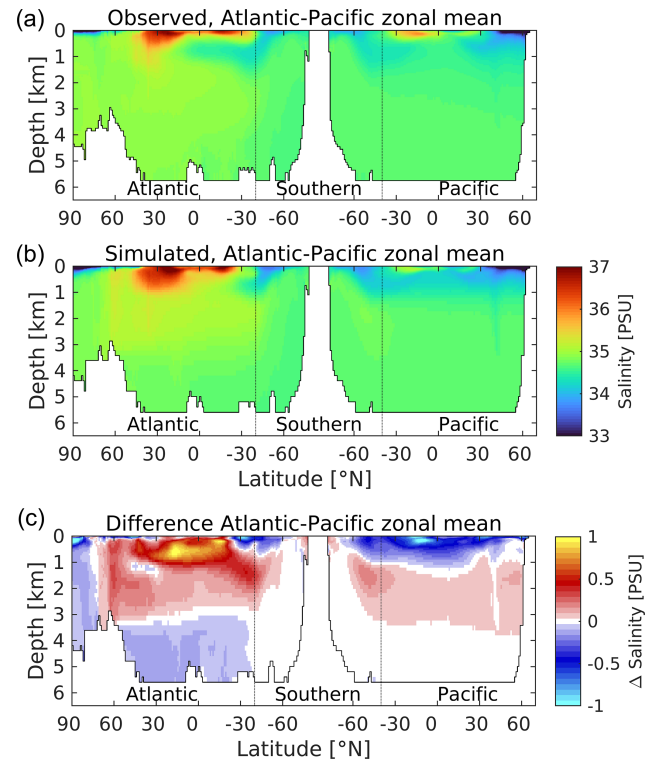 (a) Observed, Atlantic-Pacific zonal mean
0
1
2
3
4
5
6
Depth [km]
Atlantic Southern Pacific
90 60 30 0 -30 -60 -60 -30 0 30 60
(b) Simulated, Atlantic-Pacific zonal mean
0
1
2
3
4
5
6
Depth [km]
Atlantic Southern Pacific
90 60 30 0 -30 -60 -60 -30 0 30 60
Latitude [°N]
37
36
35
34
33
Salinity [PSU]
(c) Difference Atlantic-Pacific zonal mean
0
1
2
3
4
5
6
Depth [km]
Atlantic Southern Pacific
90 60 30 0 -30 -60 -60 -30 0 30 60
Latitude [°N]
1
0.5
0
-0.5
-1
Δ Salinity [PSU]